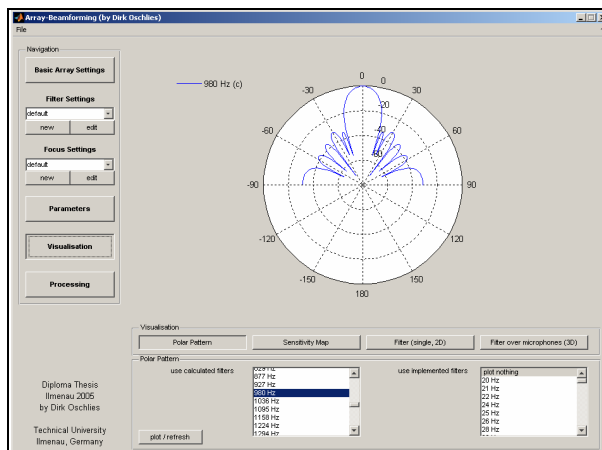 Array-Beamforming (by Dirk Oschlies)
File
Navigation
Basic Array Settings
Filter Settings
default
new edit
Focus Settings
default
new edit
Parameters
Visualisation
Processing
980 Hz (c)
0
-30 30
-60 60
-90 90
-120 120
-150 150
180
0
-20
-40
Visualisation
Polar Pattern Sensitivity Map Filter (single, 2D) Filter over microphones (3D)
Polar Pattern
use calculated filters
829 Hz
877 Hz
927 Hz
980 Hz
1036 Hz
1095 Hz
1158 Hz
1224 Hz
1294 Hz
use implemented filters
plot nothing
20 Hz
21 Hz
22 Hz
24 Hz
25 Hz
26 Hz
28 Hz
plot / refresh
Diploma Thesis
Ilmenau 2005
by Dirk Oschlies
Technical University
Ilmenau, Germany